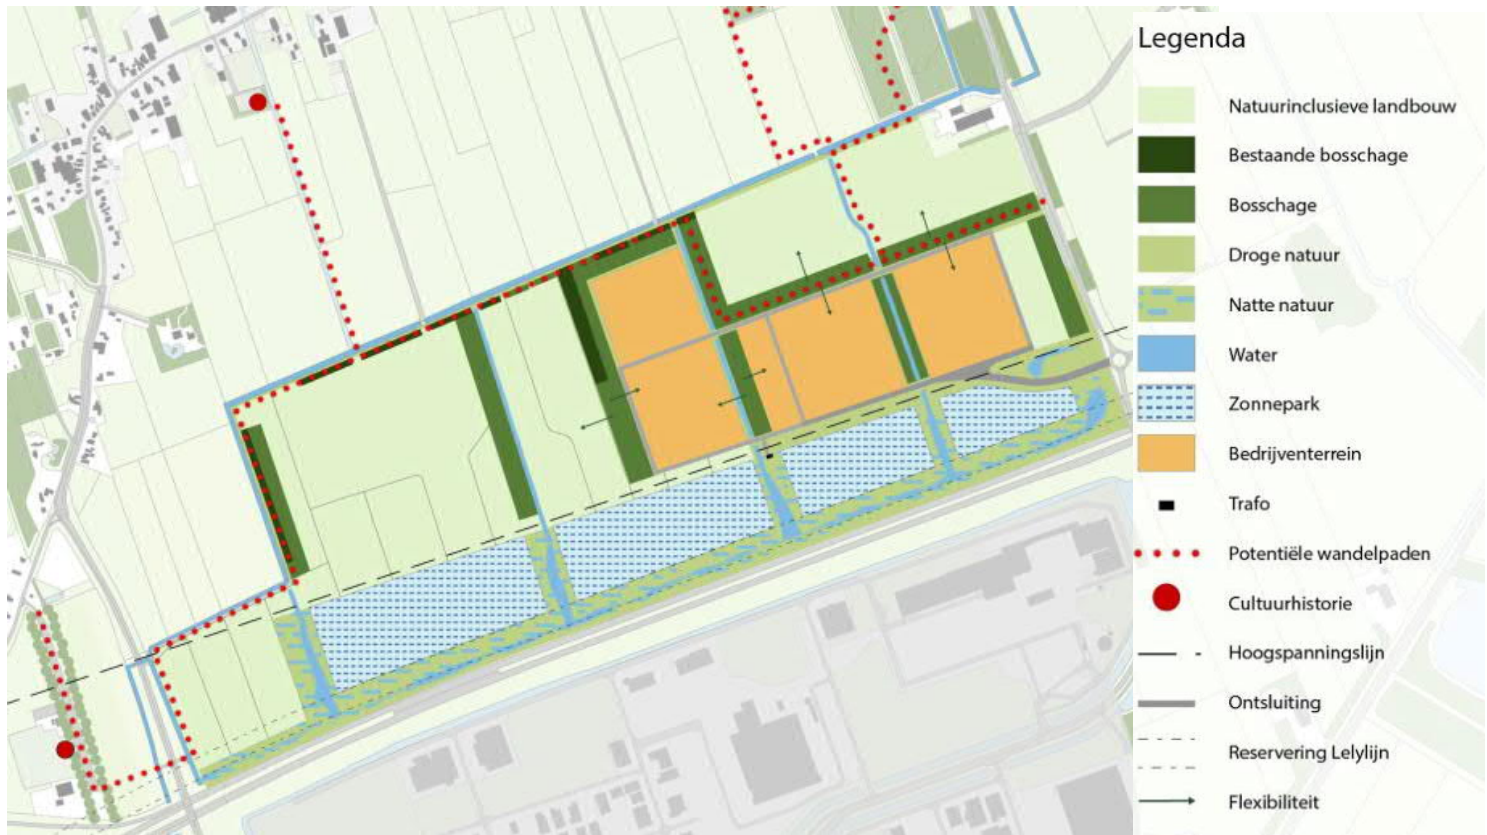 Legenda
Natuurinclusieve landbouw
Bestaande bosschage
Bosschage
Droge natuur
Natte natuur
Water
Zonnepark
Bedrijventerrein
Trafo
Potentiële wandelpaden
Cultuurhistorie
Hoogspanningslijn
Ontsluiting
Reservering Lelylijn
Flexibiliteit